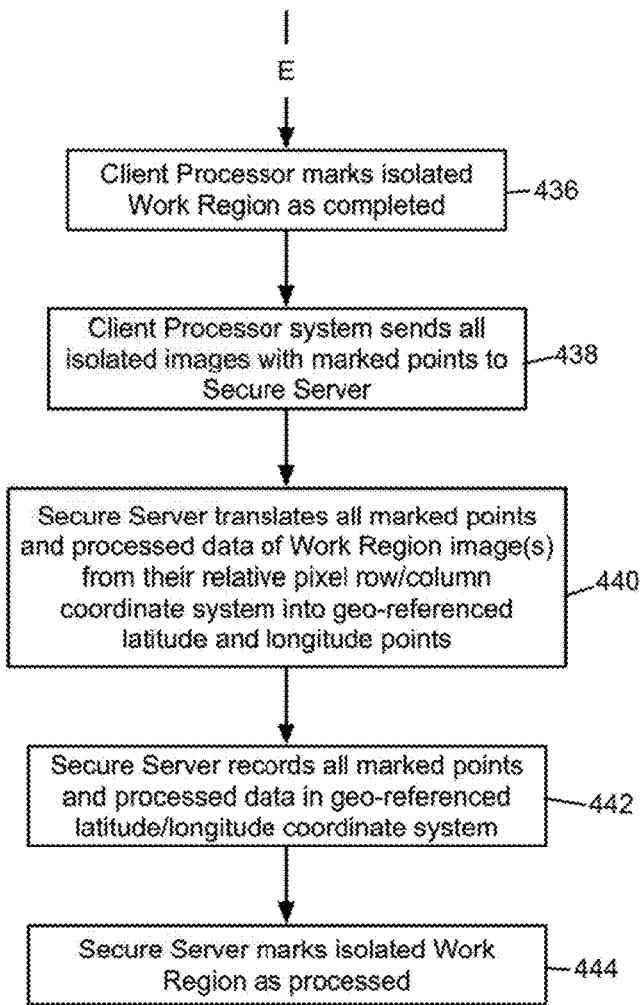 E
Client Processor marks isolated
Work Region as completed
436
Client Processor system sends all
isolated images with marked points to
Secure Server
438
Secure Server translates all marked points
and processed data of Work Region image(s)
from their relative pixel row/column
coordinate system into geo-referenced
latitude and longitude points
440
Secure Server records all marked points
and processed data in geo-referenced
latitude/longitude coordinate system
442
Secure Server marks isolated Work
Region as processed
444